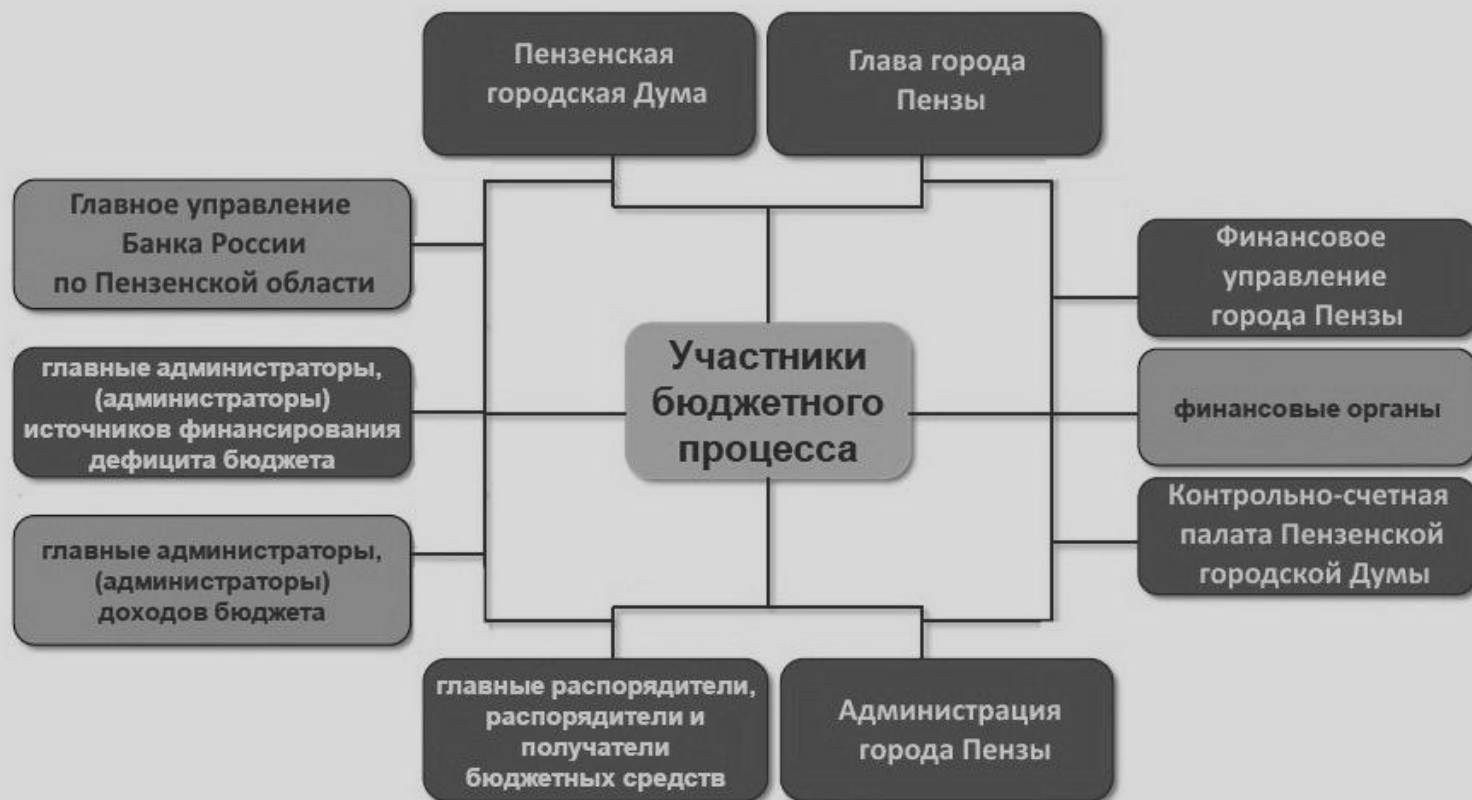 Пензенская
городская Дума
Глава города
Пензы
Главное управление
Банка России
по Пензенской области
Финансовое
управление
города Пензы
главные администраторы,
(администраторы)
источников финансирования
дефицита бюджета
Участники
бюджетного
процесса
финансовые органы
главные администраторы,
(администраторы)
доходов бюджета
Контрольно-счетная
палата Пензенской
городской Думы
главные распорядители,
распорядители и
получатели
бюджетных средств
Администрация
города Пензы